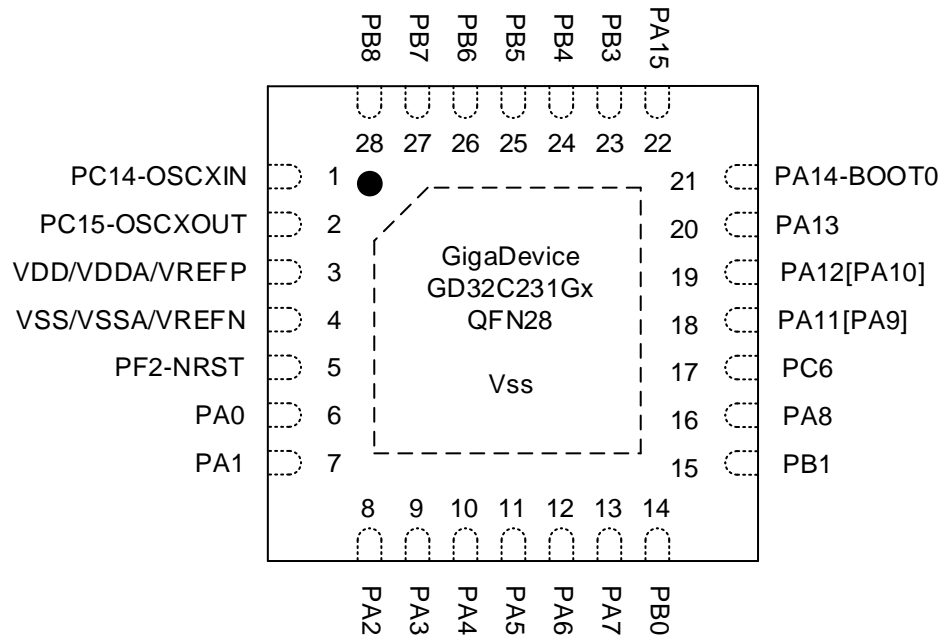 PB8 PB7 PB6 PB5 PB4 PB3 PA15
28 27 26 25 24 23 22
PC14-OSCXIN 1
PC15-OSCXOUT 2
VDD/VDDA/VREFP 3
VSS/VSSA/VREFN 4
PF2-NRST 5
PA0 6
PA1 7
GigaDevice
GD32C231Gx
QFN28
Vss
21 PA14-BOOT0
20 PA13
19 PA12[PA10]
18 PA11[PA9]
17 PC6
16 PA8
15 PB1
8 9 10 11 12 13 14
PA2 PA3 PA4 PA5 PA6 PA7 PB0